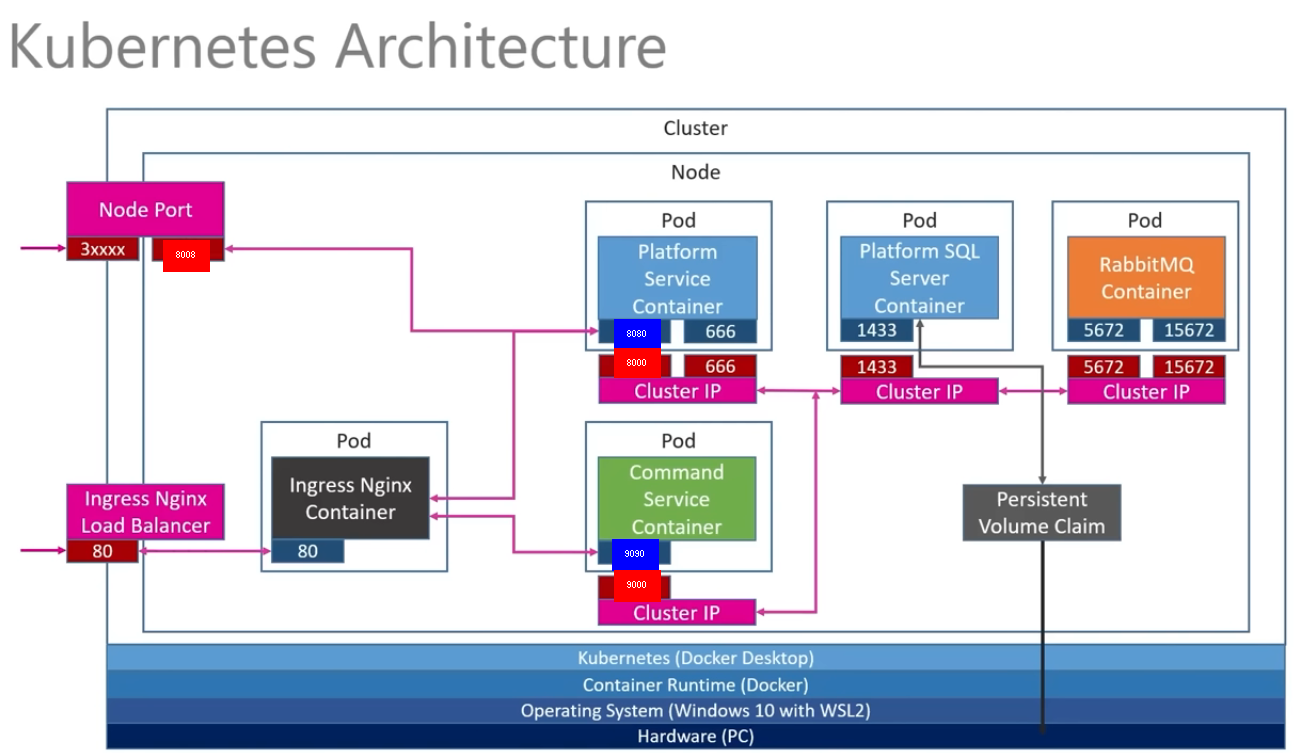 Kubernetes Architecture
Cluster
Node
Node Port
3xxxx
8008
Pod
Platform
Service
Container
8080
666
8000
666
Cluster IP
Pod
Platform SQL
Server
Container
1433
1433
Cluster IP
Pod
RabbitMQ
Container
5672
15672
5672
15672
Cluster IP
Ingress Nginx
Load Balancer
80
Pod
Ingress Nginx
Container
80
Pod
Command
Service
Container
9090
9000
Cluster IP
Persistent
Volume Claim
Kubernetes (Docker Desktop)
Container Runtime (Docker)
Operating System (Windows 10 with WSL2)
Hardware (PC)